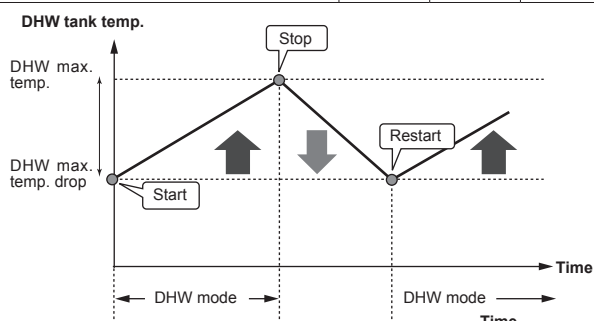 DHW tank temp.
Stop
DHW max.
temp.
Restart
DHW max.
temp. drop
Start
Time
DHW mode
DHW mode
Time